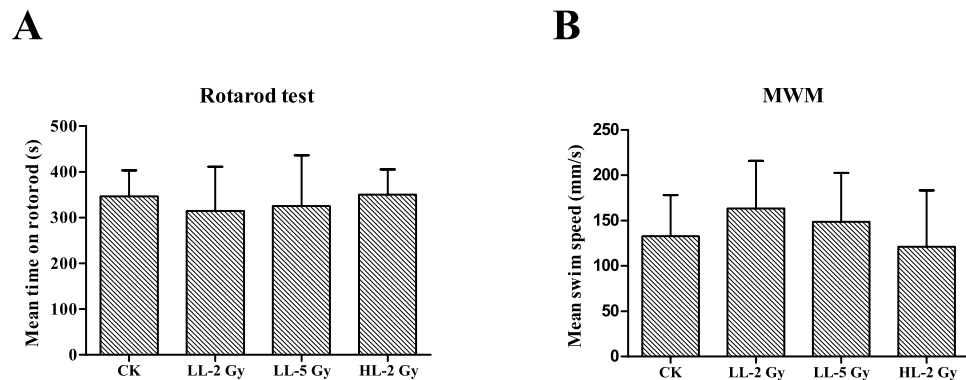 A
B
Rotarod test
Mean time on rotorod (s)
500
400
300
200
100
0
CK
LL-2 Gy
LL-5 Gy
HL-2 Gy
MWM
Mean swim speed (mm/s)
250
200
150
100
50
0
CK
LL-2 Gy
LL-5 Gy
HL-2 Gy